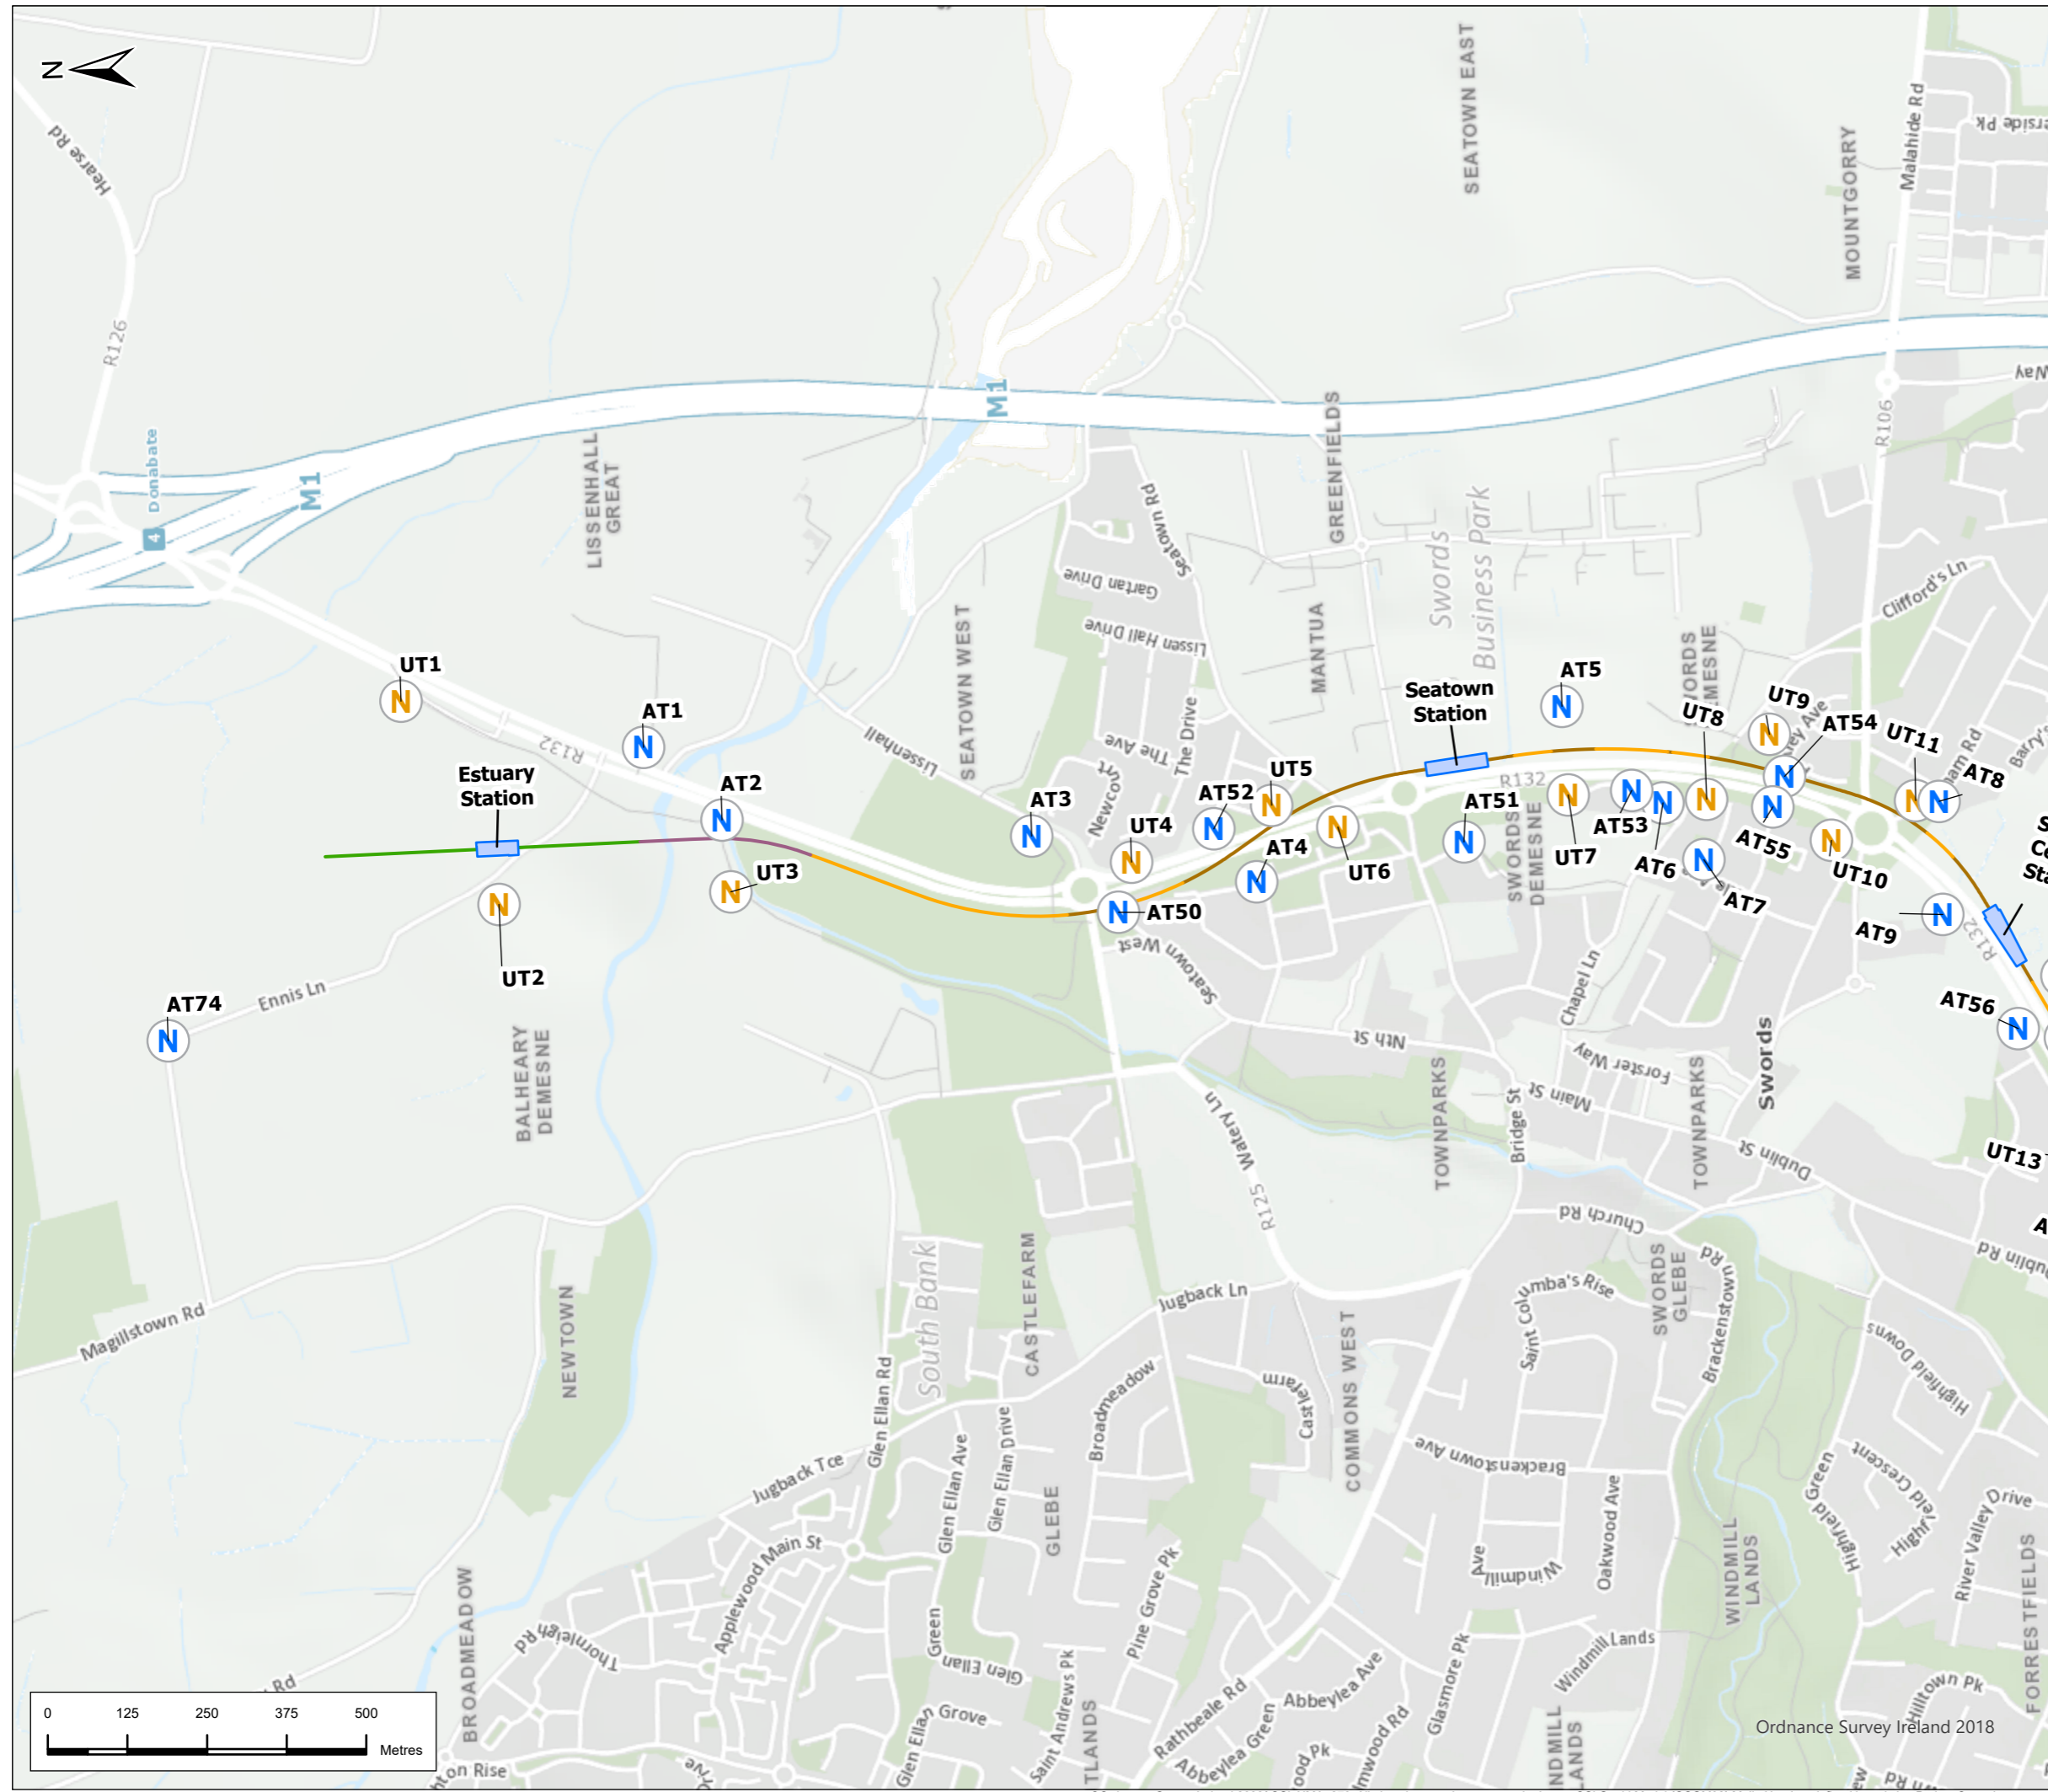 N
Hearse Rd
R126
4
Donabate
M1
M1
LISSENHALL
GREAT
SEATOWN EAST
MOUNTGORRY
Malahide Rd
R106
GREENFIELDS
Swords
Business Park
Seatown Rd
Gartan Drive
Lissen Hall Drive
MANTUA
SEATOWN WEST
Lissenhall
The Ave
The Drive
Newcourt
Clifford's Ln
UT1
N
AT1
N
R132
Estuary
Station
AT2
N
UT2
N
UT3
N
AT3
N
UT4
N
AT50
N
AT52
N
UT5
N
AT4
N
UT6
N
Seatown
Station
AT5
N
AT51
N
R132
UT7
N
AT53
N
AT6
N
UT8
N
AT7
N
UT9
N
AT54
N
AT55
N
UT10
N
UT11
N
AT8
N
AT9
N
R132
AT56
N
UT13
AT74
N
Ennis Ln
BALHEARY
DEMESNE
SWORDS
DEMESNE
Seatown West
Nth St
Chapel Ln
Forster Way
Main St
Bridge St
Swords
TOWNPARKS
TOWNPARKS
Dublin St
Watery Ln
R125
Church Rd
SWORDS
GLEBE
Saint Columba's Rise
Brackenstown Rd
Magillstown Rd
NEWTOWN
South Bank
CASTLEFARM
Jugback Ln
Castlefarm
COMMONS WEST
Broadmeadow
Glen Ellan Rd
Glen Ellan Ave
Glen Ellan Drive
GLEBE
Jugback Tce
Applewood Main St
Thornleigh Rd
BROADMEADOW
Glen Ellan Green
Glen Ellan Grove
Pine Grove Pk
Saint Andrews Pk
Rathbeale Rd
Abbeylea Ave
Abbeylea Green
Glasmore Pk
Brackenstown Ave
Windmill Ave
Oakwood Ave
Windmill Lands
WINDMILL
LANDS
Highfield Downs
Highfield Crescent
Highfield Green
River Valley Drive
Hilltown Pk
FORRESTFIELDS
0 125 250 375 500
Metres
Ordnance Survey Ireland 2018